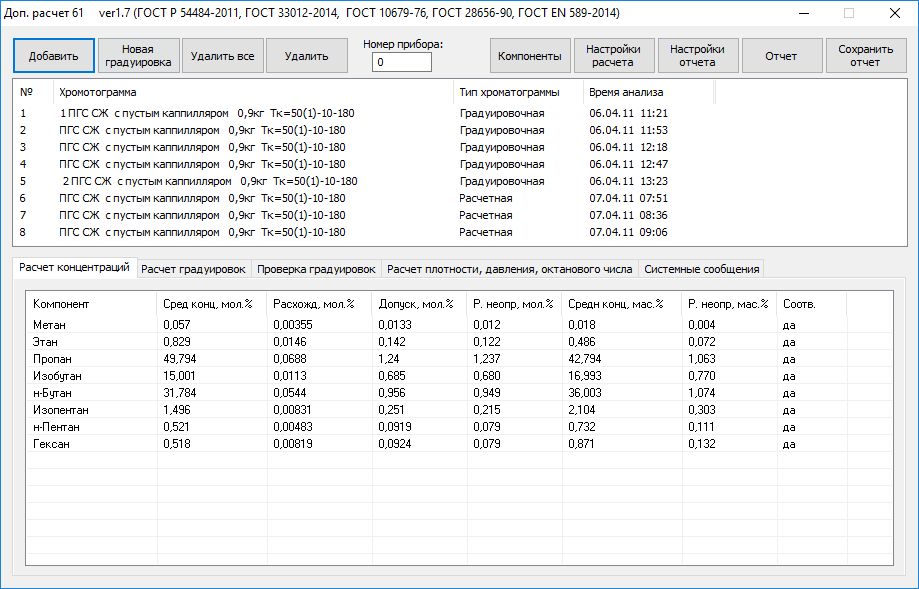 Доп. расчет 61 ver1.7 (ГОСТ Р 54484-2011, ГОСТ 33012-2014, ГОСТ 10679-76, ГОСТ 28656-90, ГОСТ EN 589-2014)
Добавить Новая градуировка Удалить все Удалить Номер прибора: 0 Компоненты Настройки расчета Настройки отчета Отчет Сохранить отчет
№ Хромотограмма Тип хроматограммы Время анализа
1 1 ПГС СЖ с пустым каппилляром 0,9кг Тк=50(1)-10-180 Градуировочная 06.04.11 11:21
2 ПГС СЖ с пустым каппилляром 0,9кг Тк=50(1)-10-180 Градуировочная 06.04.11 11:53
3 ПГС СЖ с пустым каппилляром 0,9кг Тк=50(1)-10-180 Градуировочная 06.04.11 12:18
4 ПГС СЖ с пустым каппилляром 0,9кг Тк=50(1)-10-180 Градуировочная 06.04.11 12:47
5 2 ПГС СЖ с пустым каппилляром 0,9кг Тк=50(1)-10-180 Градуировочная 06.04.11 13:23
6 ПГС СЖ с пустым каппилляром 0,9кг Тк=50(1)-10-180 Расчетная 07.04.11 07:51
7 ПГС СЖ с пустым каппилляром 0,9кг Тк=50(1)-10-180 Расчетная 07.04.11 08:36
8 ПГС СЖ с пустым каппилляром 0,9кг Тк=50(1)-10-180 Расчетная 07.04.11 09:06
Расчет концентраций Расчет градуировок Проверка градуировок Расчет плотности, давления, октанового числа Системные сообщения
Компонент Сред конц, мол.% Расхожд, мол.% Допуск, мол.% Р. неопр, мол.% Средн конц, мас.% Р. неопр, мас.% Соотв.
Метан 0,057 0,00355 0,0133 0,012 0,018 0,004 да
Этан 0,829 0,0146 0,142 0,122 0,486 0,072 да
Пропан 49,794 0,0688 1,24 1,237 42,794 1,063 да
Изобутан 15,001 0,0113 0,685 0,680 16,993 0,770 да
н-Бутан 31,784 0,0544 0,956 0,949 36,003 1,074 да
Изопентан 1,496 0,00831 0,251 0,215 2,104 0,303 да
н-Пентан 0,521 0,00483 0,0919 0,079 0,732 0,111 да
Гексан 0,518 0,00819 0,0924 0,079 0,871 0,132 да